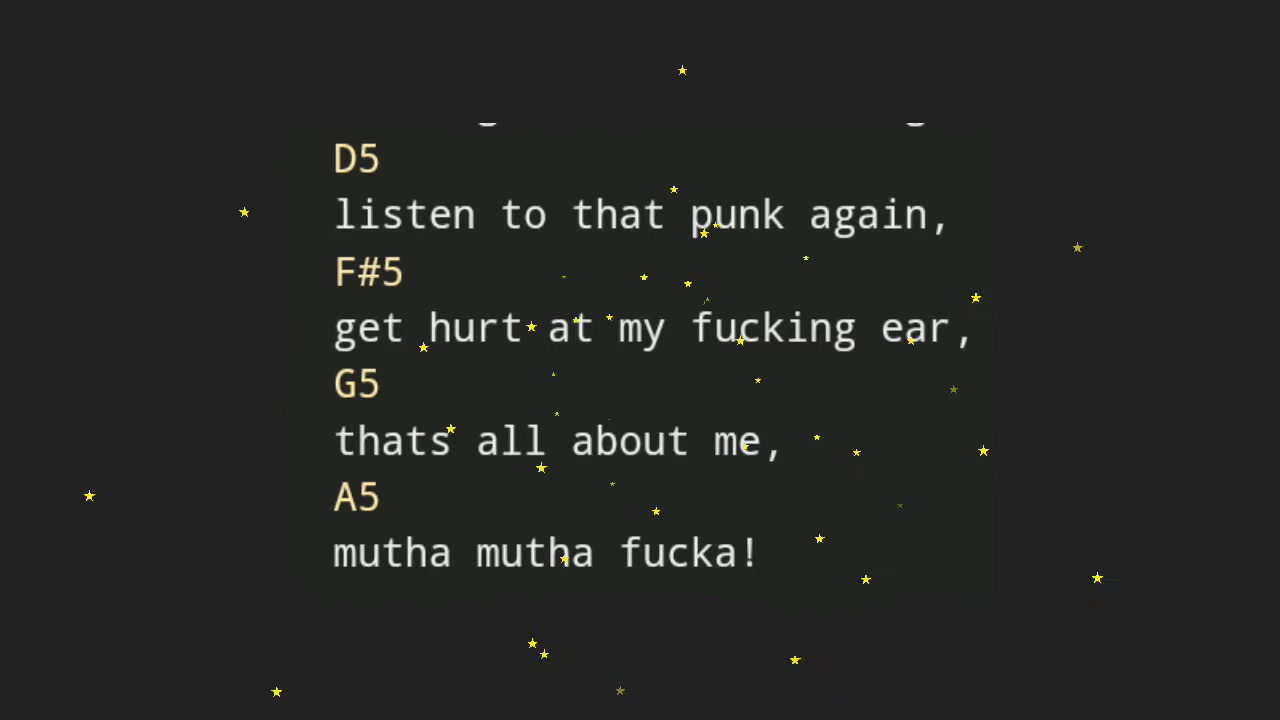 D5
listen to that punk again,
F#5
get hurt at my fucking ear,
G5
thats all about me,
A5
mutha mutha fucka!